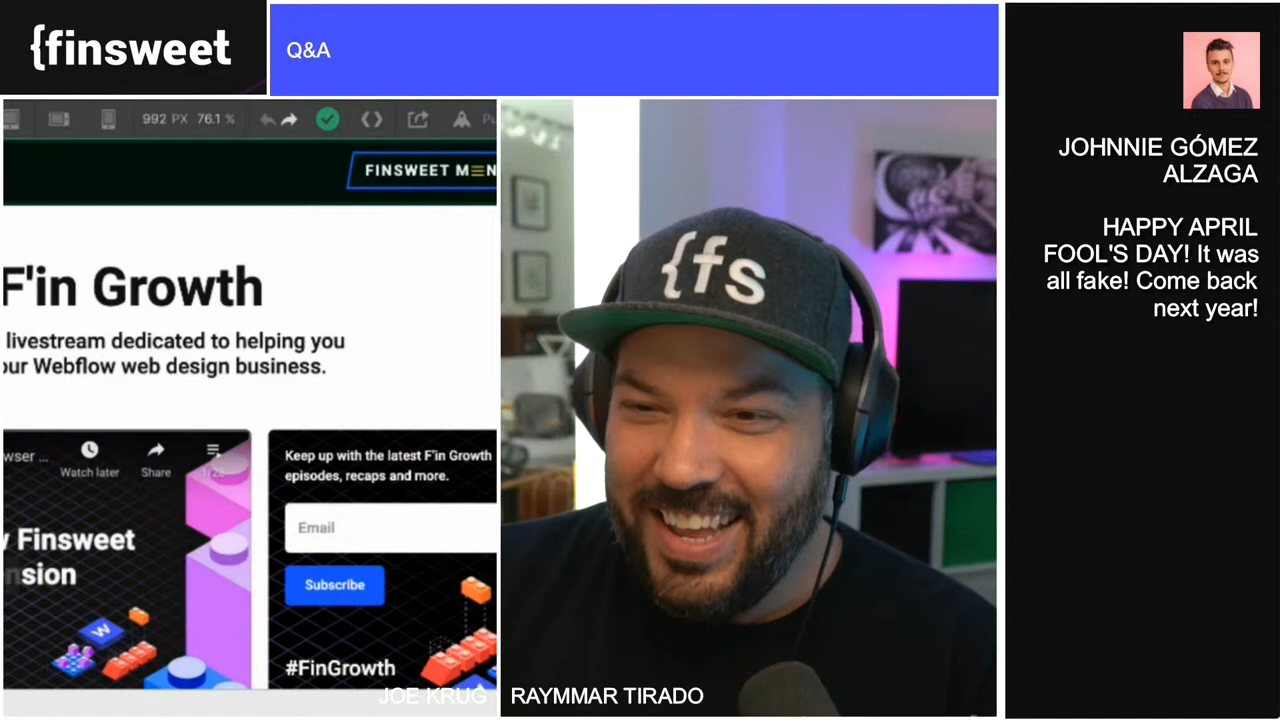 {finsweet
Q&A
992 PX 76.1 %
FINSWEET MEN
F'in Growth
livestream dedicated to helping you
our Webflow web design business.
wser ...
Watch later
Share
1/28
Finsweet
nsion
W
Keep up with the latest F'in Growth
episodes, recaps and more.
Email
Subscribe
#FinGrowth
JOE KRUG
{fs
RAYMMAR TIRADO
JOHNNIE GÓMEZ
ALZAGA
HAPPY APRIL
FOOL'S DAY! It was
all fake! Come back
next year!